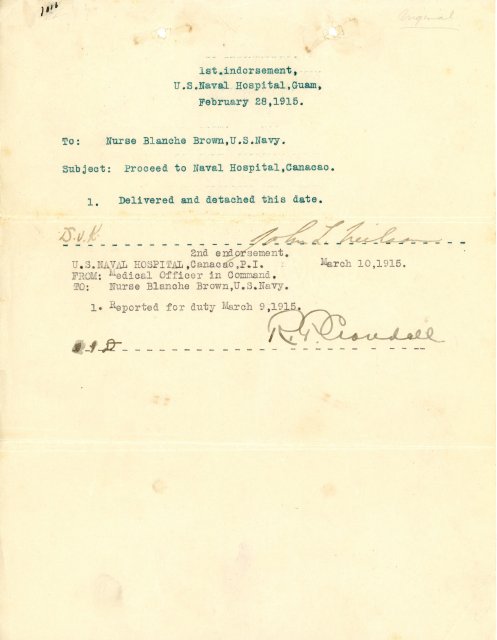 Original
1st.indorsement,
U.S.Naval Hospital,Guam,
February 28,1915.
To: Nurse Blanche Brown,U.S.Navy.
Subject: Proceed to Naval Hospital,Canacao.
1. Delivered and detached this date.
2nd endorsement.
U.S.NAVAL HOSPITAL,Canacao,P.I. March 10,1915.
FROM: Medical Officer in Command.
TO: Nurse Blanche Brown,U.S.Navy.
1. Reported for duty March 9,1915.